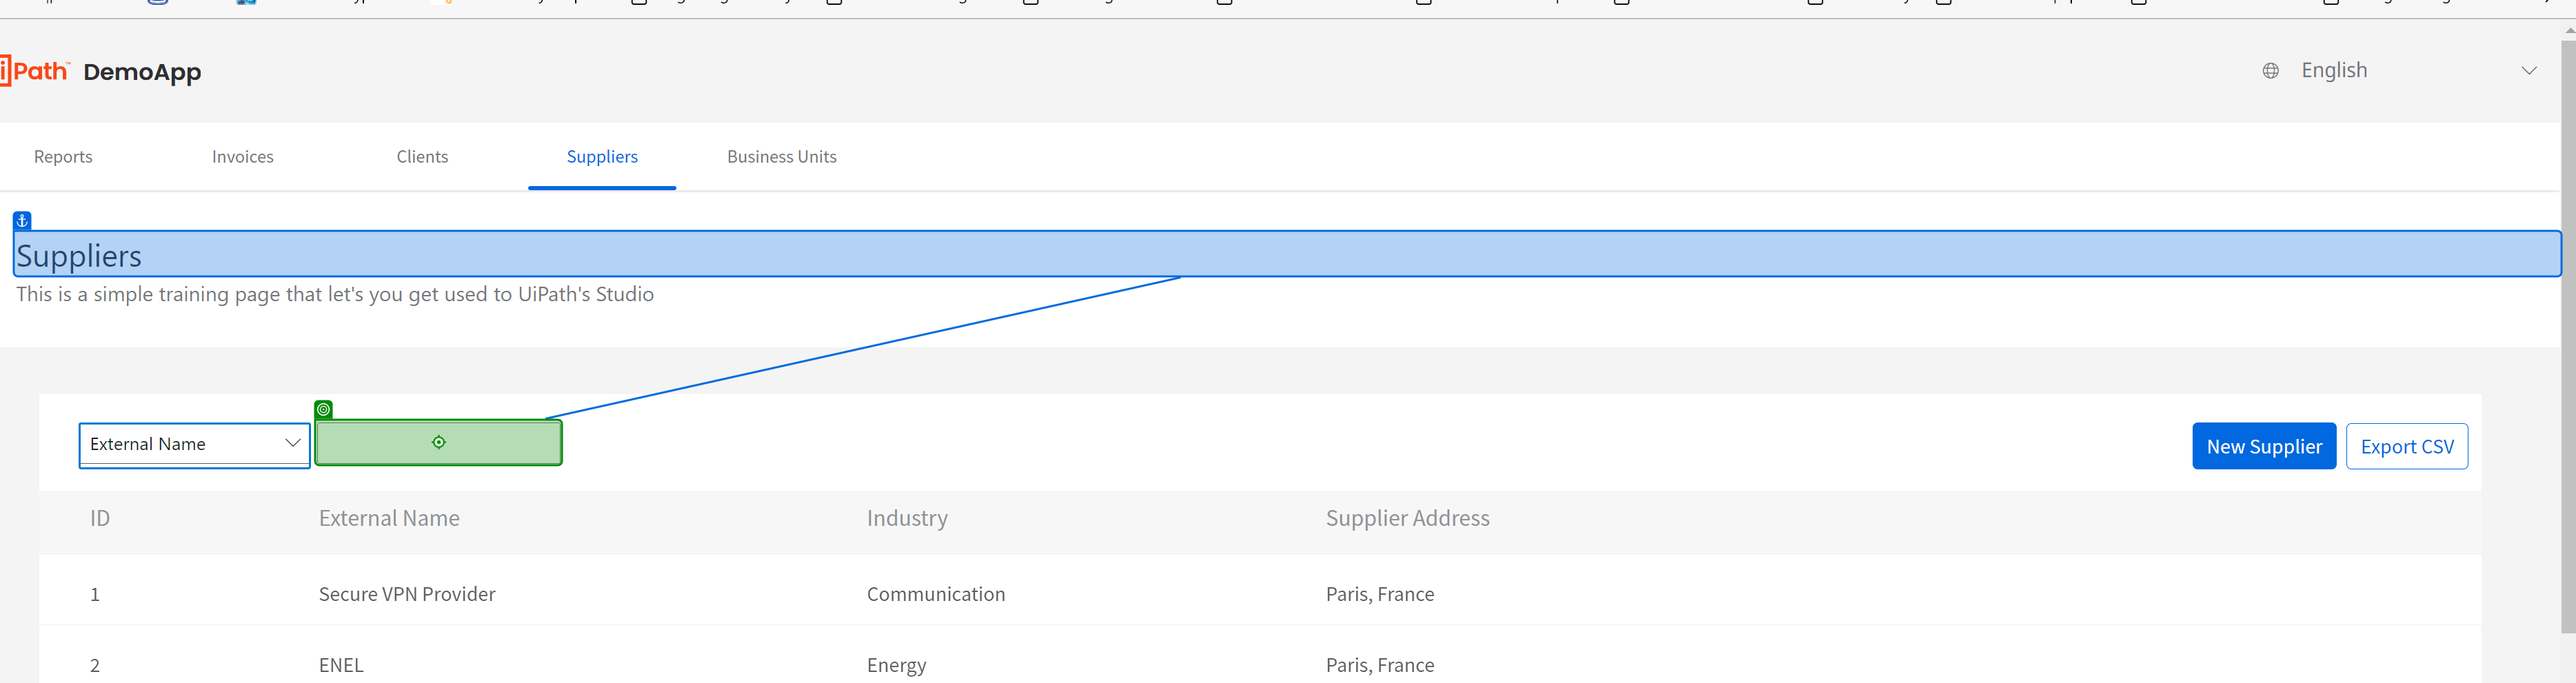 iPath™ DemoApp
English
Reports Invoices Clients Suppliers Business Units
Suppliers
This is a simple training page that let's you get used to UiPath's Studio
External Name
New Supplier Export CSV
ID External Name Industry Supplier Address
1 Secure VPN Provider Communication Paris, France
2 ENEL Energy Paris, France